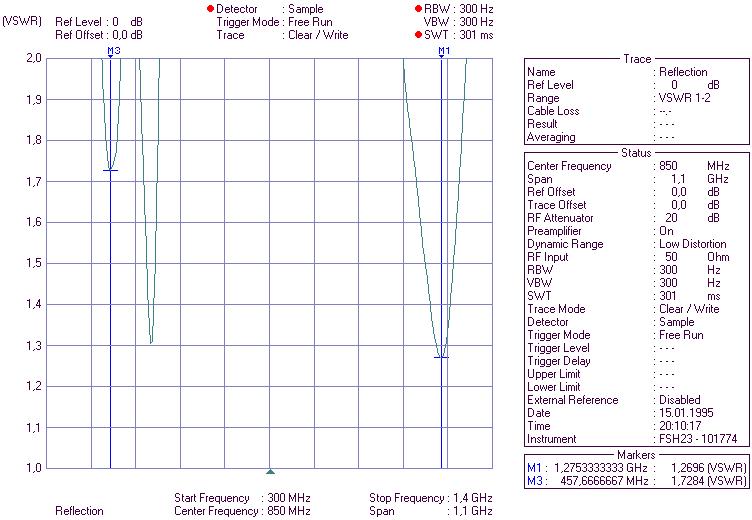 (VSWR)
Ref Level : 0 dB
Ref Offset : 0,0 dB
Detector : Sample
Trigger Mode : Free Run
Trace : Clear / Write
RBW : 300 Hz
VBW : 300 Hz
SWT : 301 ms
M3
M1
2,0
1,9
1,8
1,7
1,6
1,5
1,4
1,3
1,2
1,1
1,0
Reflection
Start Frequency : 300 MHz
Center Frequency : 850 MHz
Stop Frequency : 1,4 GHz
Span : 1,1 GHz
Trace
Name : Reflection
Ref Level : 0 dB
Range : VSWR 1-2
Cable Loss : --.-
Result : - - -
Averaging : - - -
Status
Center Frequency : 850 MHz
Span : 1,1 GHz
Ref Offset : 0,0 dB
Trace Offset : 0,0 dB
RF Attenuator : 20 dB
Preamplifier : On
Dynamic Range : Low Distortion
RF Input : 50 Ohm
RBW : 300 Hz
VBW : 300 Hz
SWT : 301 ms
Trace Mode : Clear / Write
Detector : Sample
Trigger Mode : Free Run
Trigger Level : - - -
Trigger Delay : - - -
Upper Limit : - - -
Lower Limit : - - -
External Reference : Disabled
Date : 15.01.1995
Time : 20:10:17
Instrument : FSH23 - 101774
Markers
M1 : 1,2753333333 GHz : 1,2696 (VSWR)
M3 : 457,6666667 MHz : 1,7284 (VSWR)